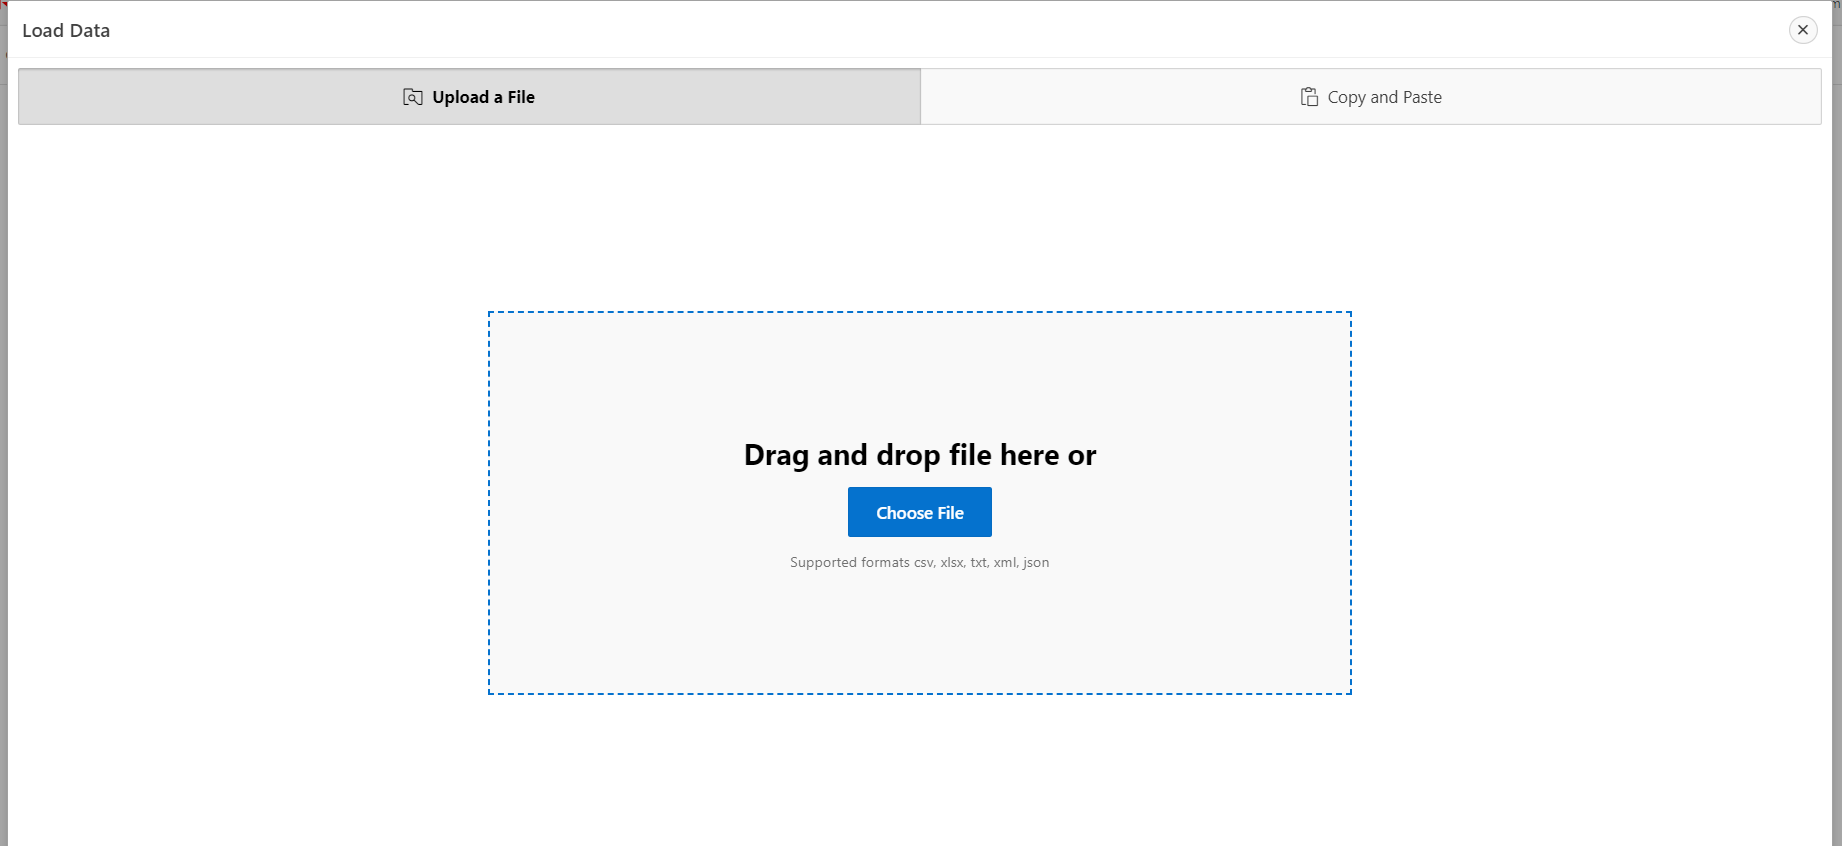 Load Data
Upload a File
Copy and Paste
Drag and drop file here or
Choose File
Supported formats csv, xlsx, txt, xml, json